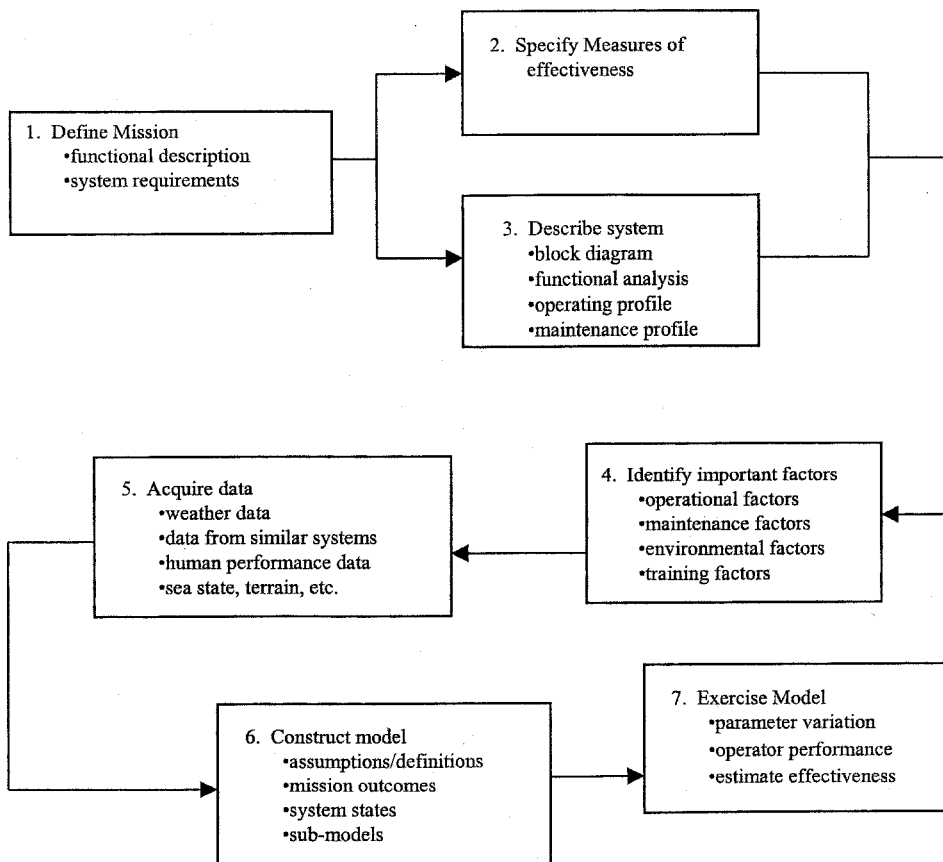 1. Define Mission
•functional description
•system requirements
2. Specify Measures of
effectiveness
3. Describe system
•block diagram
•functional analysis
•operating profile
•maintenance profile
4. Identify important factors
•operational factors
•maintenance factors
•environmental factors
•training factors
5. Acquire data
•weather data
•data from similar systems
•human performance data
•sea state, terrain, etc.
6. Construct model
•assumptions/definitions
•mission outcomes
•system states
•sub-models
7. Exercise Model
•parameter variation
•operator performance
•estimate effectiveness